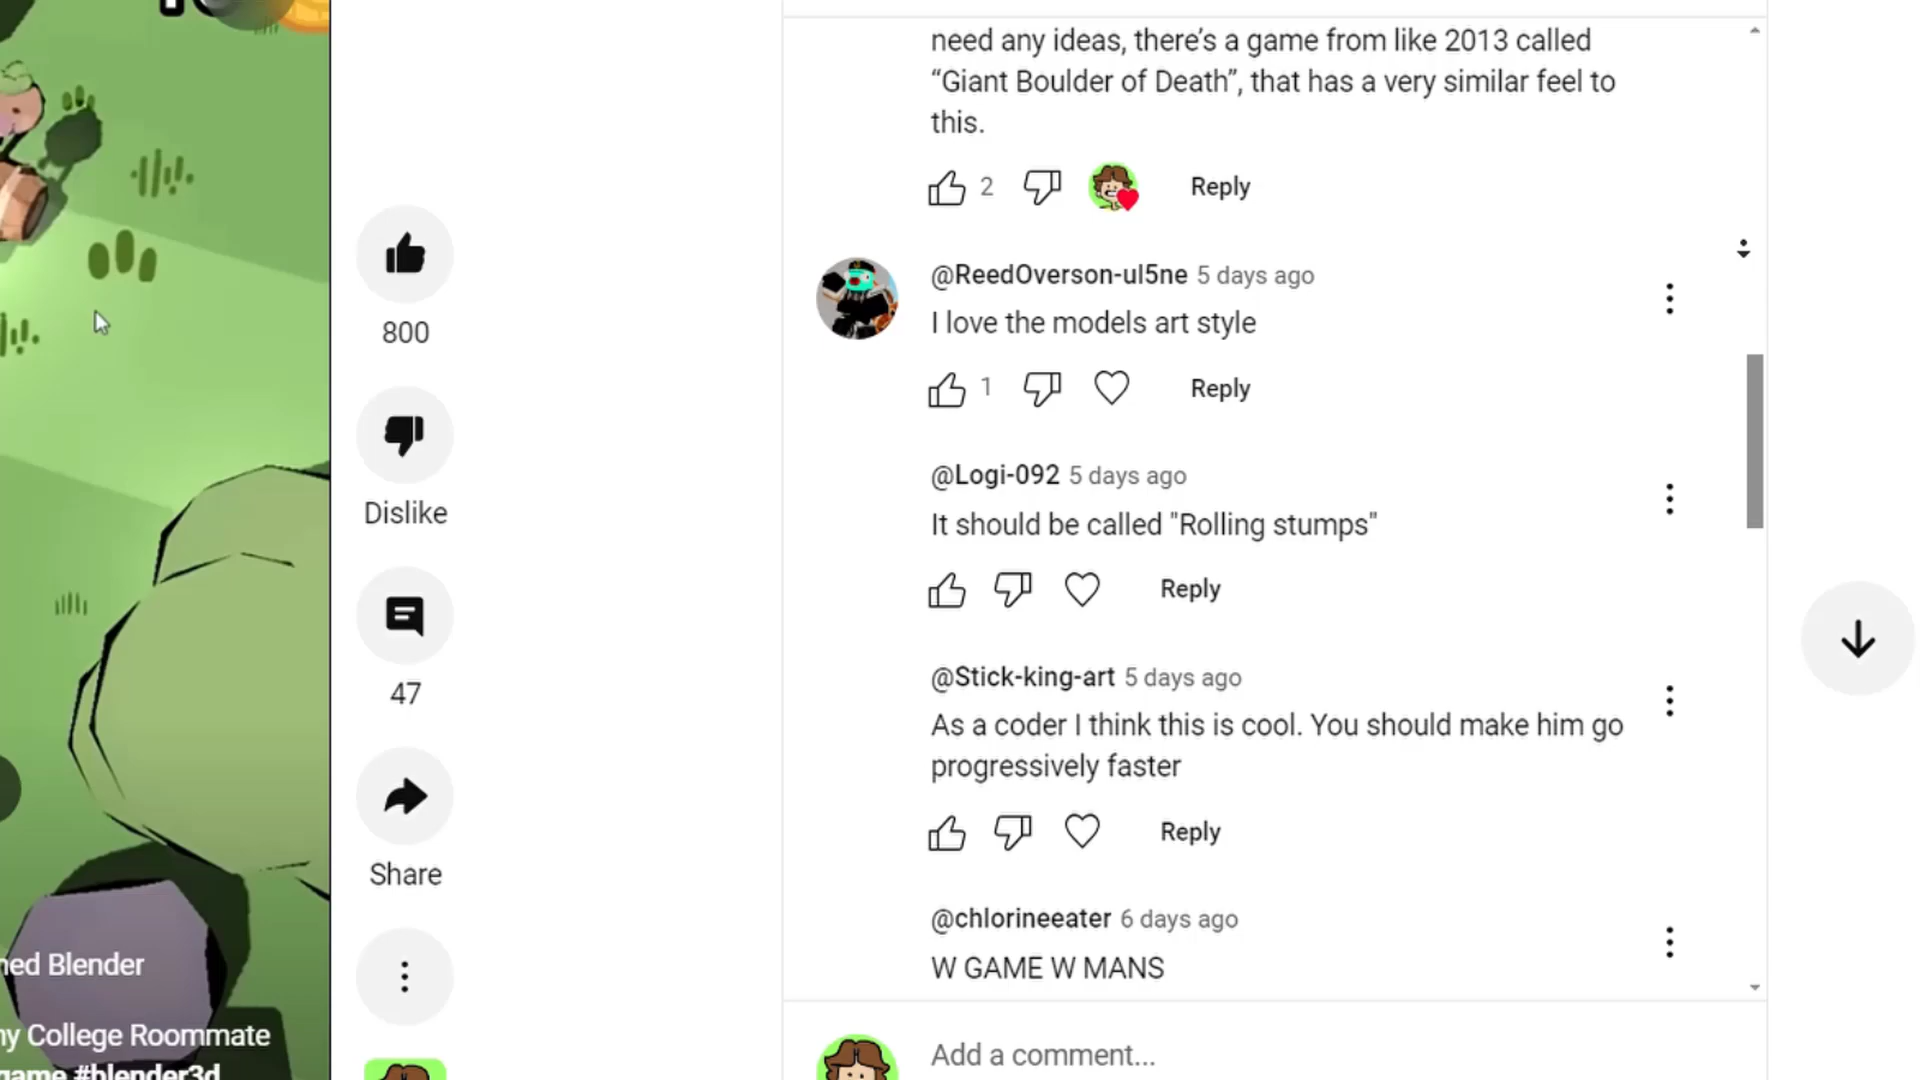 need any ideas, there's a game from like 2013 called
“Giant Boulder of Death”, that has a very similar feel to
this.
2
Reply
@ReedOverson-ul5ne 5 days ago
I love the models art style
1
Reply
@Logi-092 5 days ago
It should be called "Rolling stumps"
Reply
@Stick-king-art 5 days ago
As a coder I think this is cool. You should make him go
progressively faster
Reply
@chlorineeater 6 days ago
W GAME W MANS
Add a comment...
800
Dislike
47
Share
Blender
College Roommate
game #blender3d